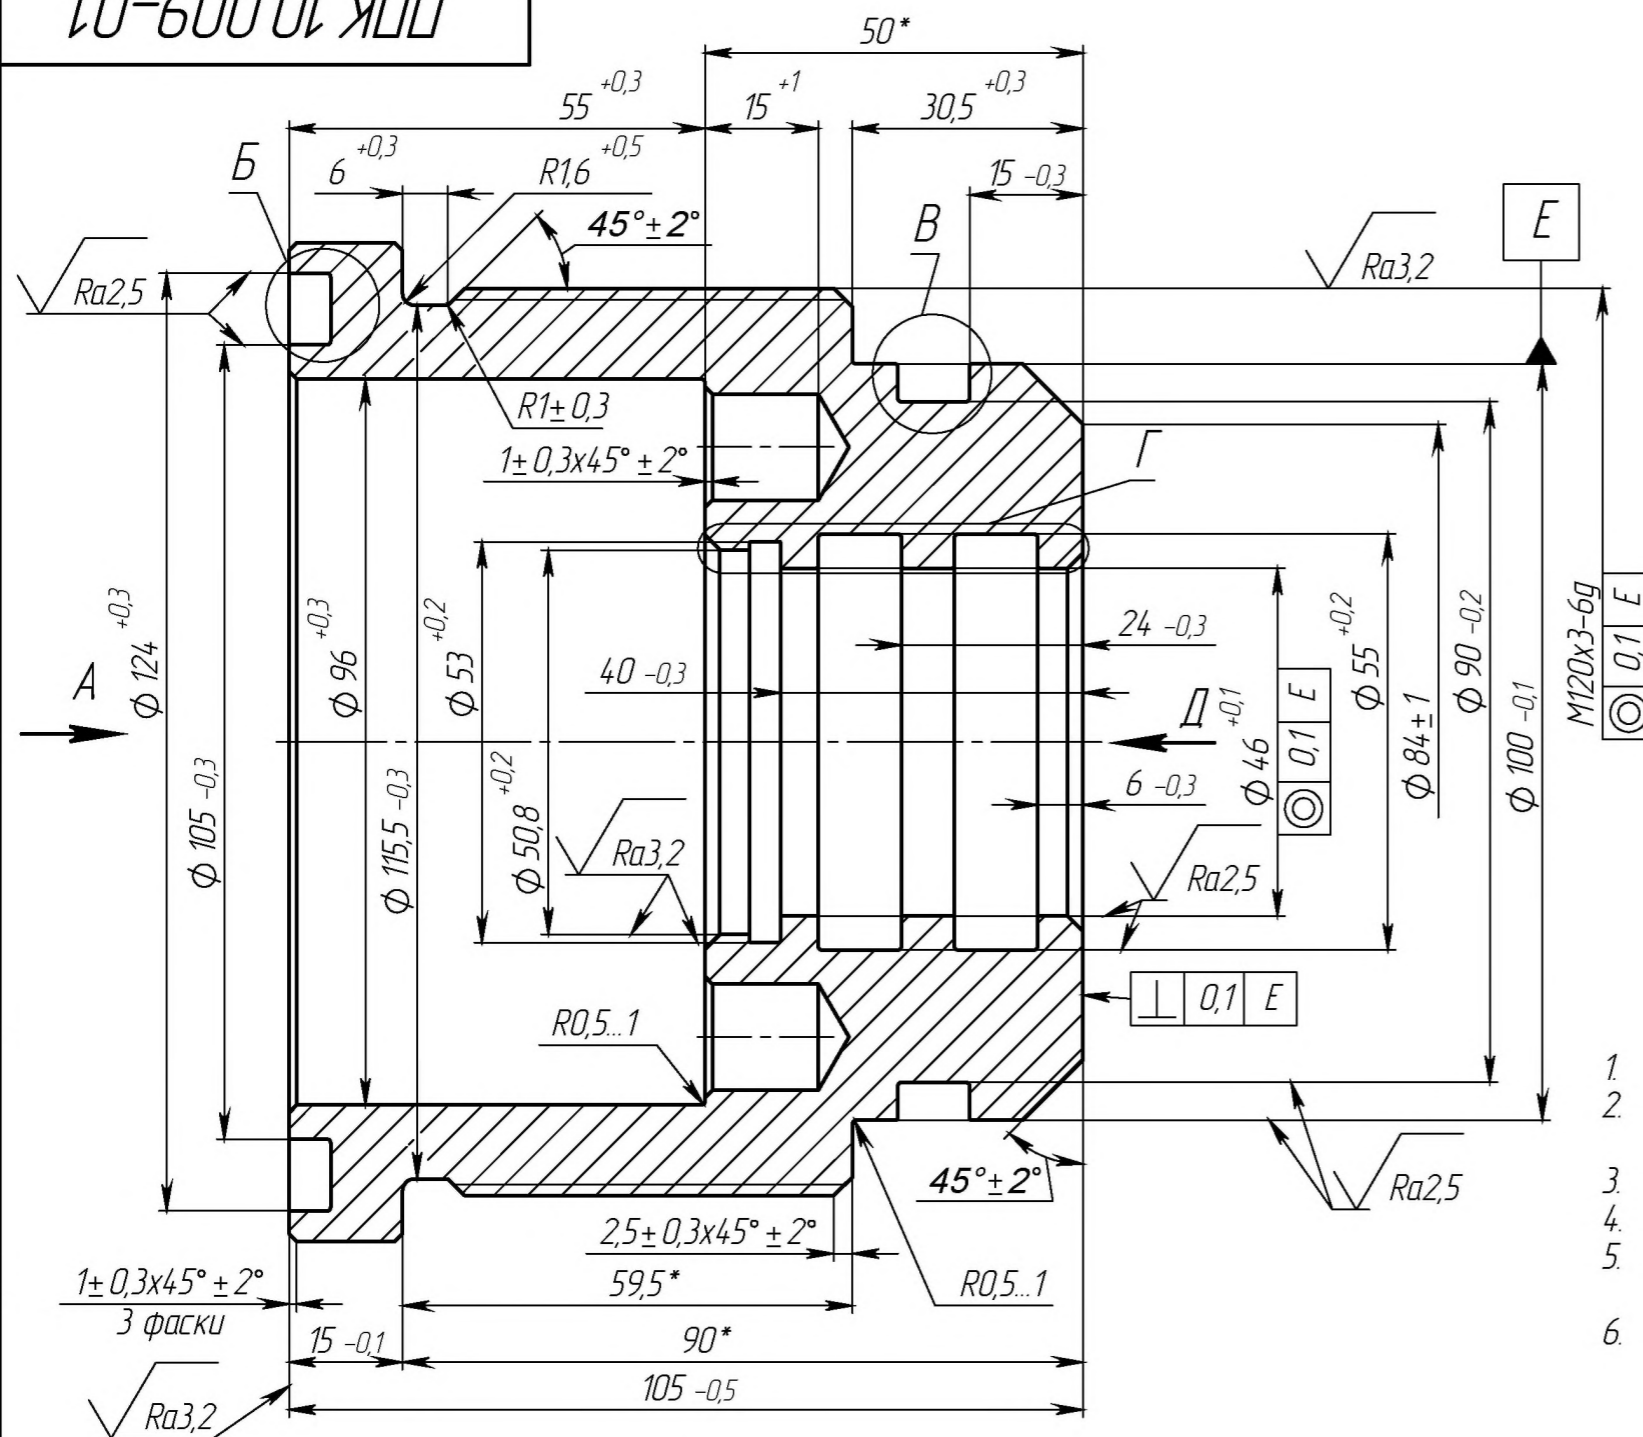 ППК 10.009-01
50*
55 +0,3
15 +1
30,5 +0,3
Б
6 +0,3
R1,6 +0,5
15 -0,3
45°±2°
В
Е
Ra2,5
Ra3,2
R1±0,3
1±0,3x45°±2°
Г
А
Ф124 +0,3
Ф96 +0,3
Ф53 +0,2
40 -0,3
24 -0,3
Д
Ф46 +0,1
0,1 Е
Ф55 +0,2
Ф84±1
Ф90 -0,2
Ф100 -0,1
М120х3-6g
0,1 Е
Ф105 -0,3
Ф115,5 -0,3
Ф50,8 +0,2
Ra3,2
6 -0,3
Ra2,5
R0,5...1
⊥ 0,1 Е
1.
2.
3.
4.
5.
6.
45°±2°
Ra2,5
2,5±0,3x45°±2°
R0,5...1
1±0,3x45°±2°
3 фаски
59,5*
15 -0,1
90*
Ra3,2
105 -0,5